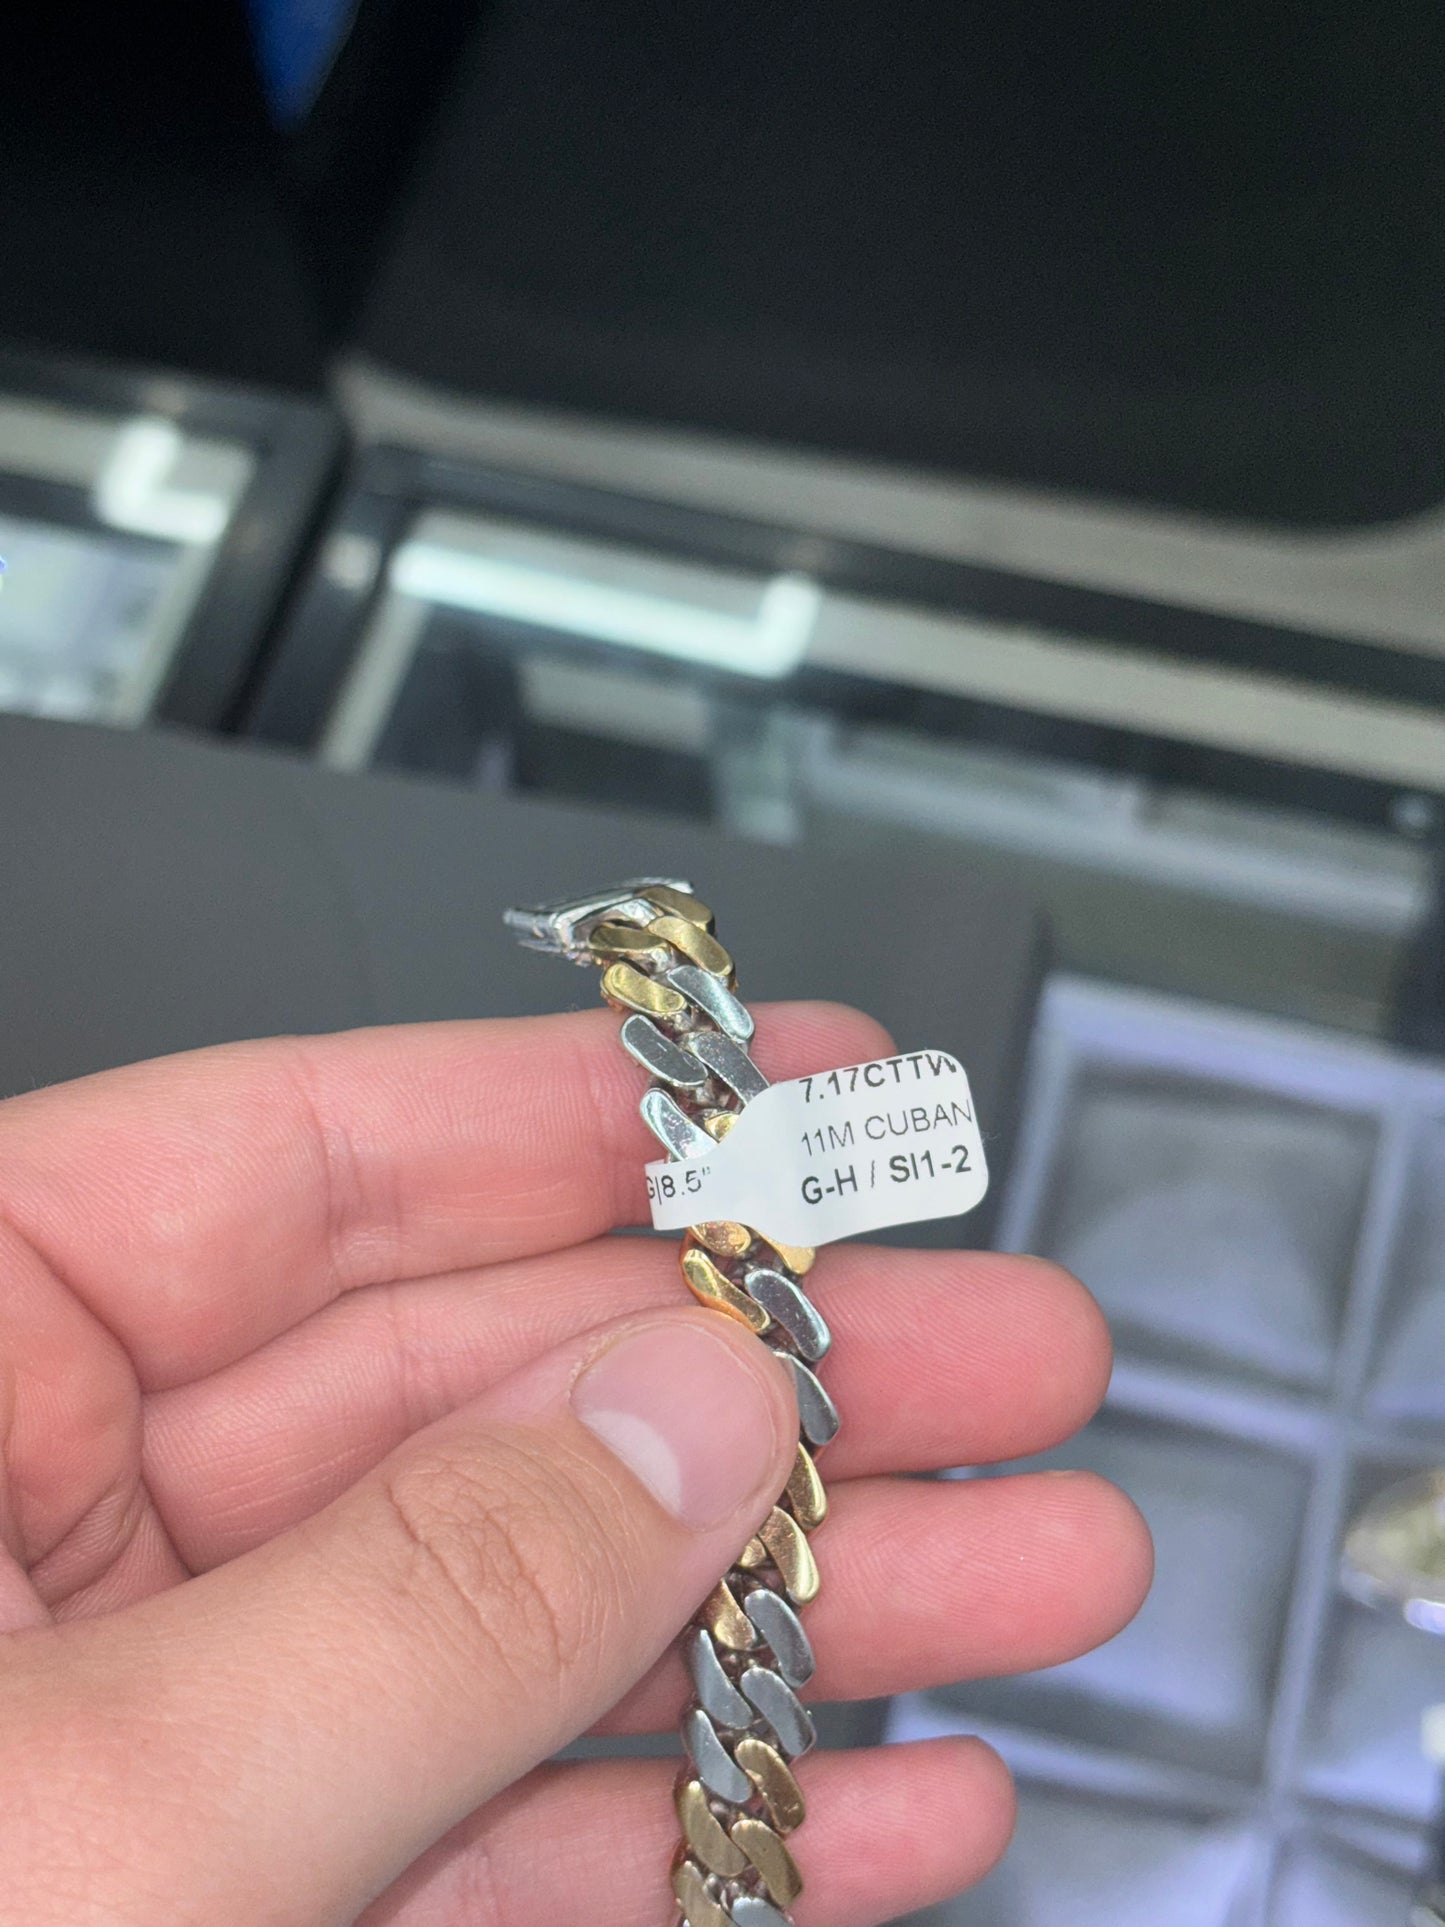 7.17CTTW
11M CUBAN
G-H / SI1-2
G|8.5"